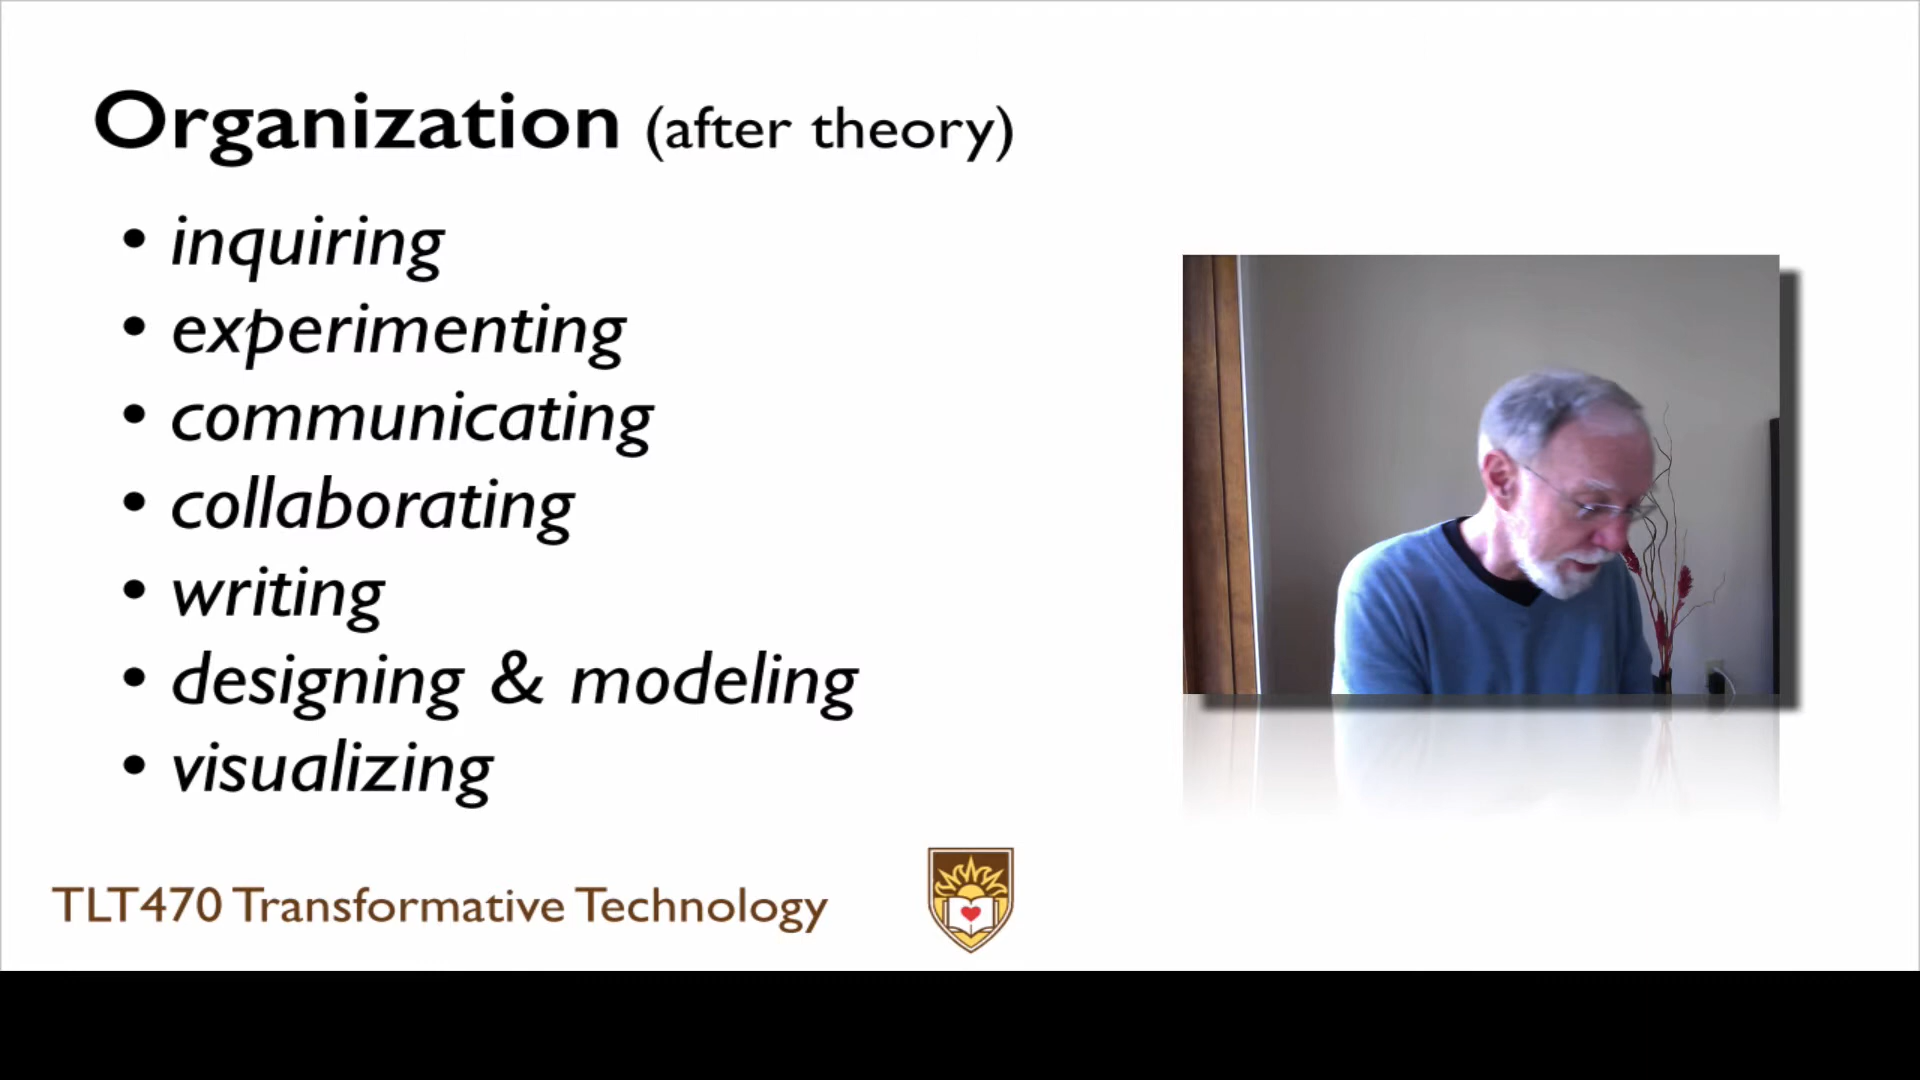 Organization (after theory)
• inquiring
• experimenting
• communicating
• collaborating
• writing
• designing & modeling
• visualizing
TLT470 Transformative Technology